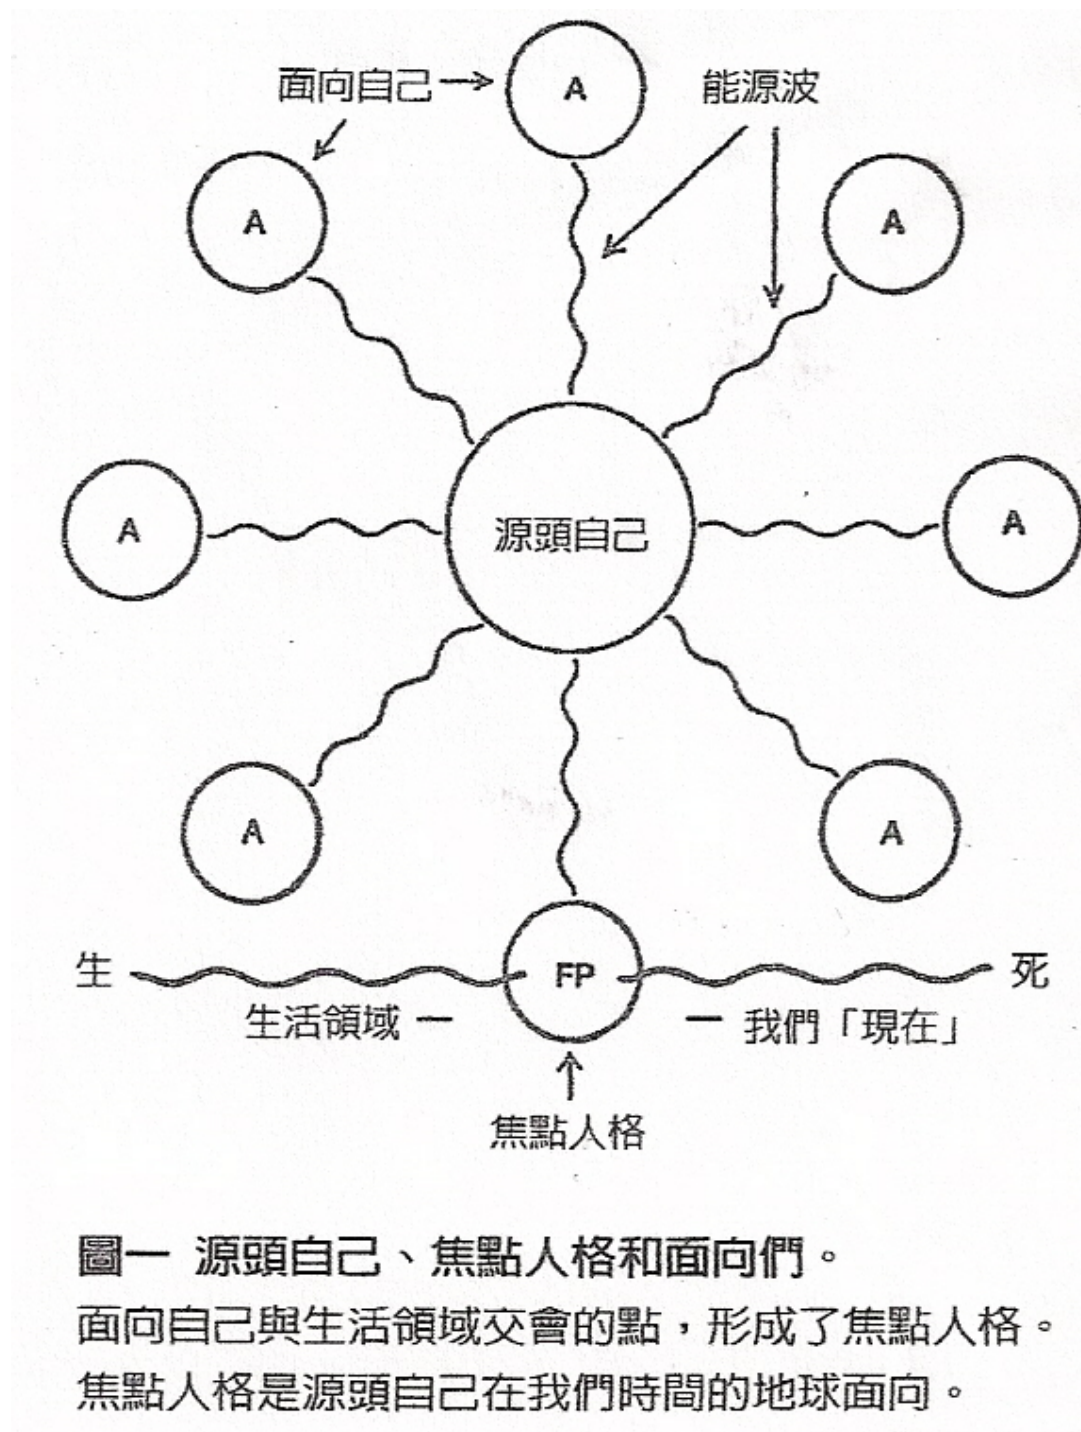 面向自己
A
能源波
A
A
A
源頭自己
A
A
A
生
FP
死
生活領域
我們「現在」
焦點人格
圖一 源頭自己、焦點人格和面向們。
面向自己與生活領域交會的點，形成了焦點人格。
焦點人格是源頭自己在我們時間的地球面向。